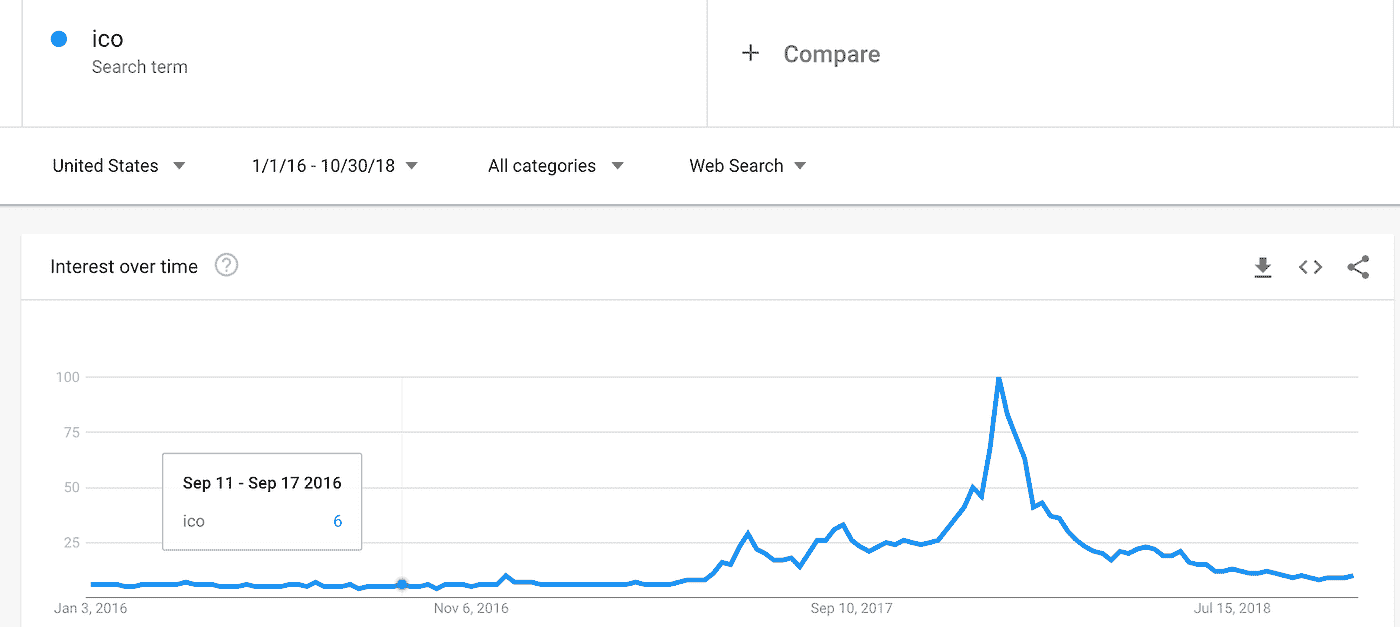 ico
Search term
+ Compare
United States
1/1/16 - 10/30/18
All categories
Web Search
Interest over time ?
100
75
50
25
Sep 11 - Sep 17 2016
ico 6
Jan 3, 2016
Nov 6, 2016
Sep 10, 2017
Jul 15, 2018